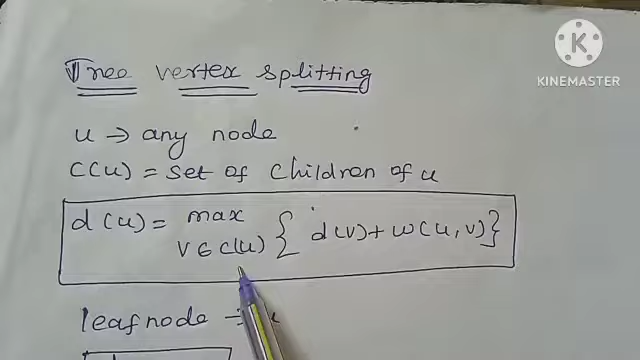 Tree vertex splitting
K
KINEMASTER
u → any node
C(u) = set of children of u
d(u) = max { d(v) + w(u,v) }
v ∈ C(u)
leaf node